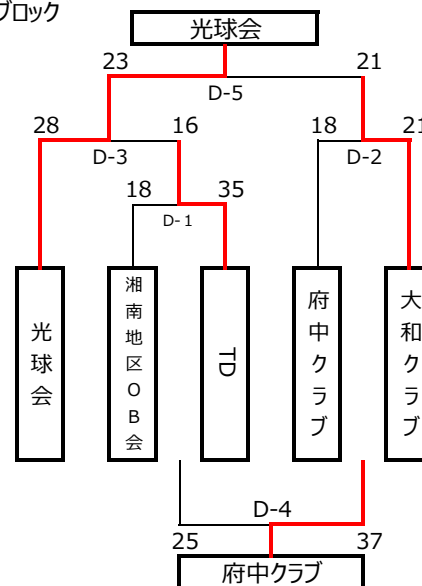 ブロック
光球会
23
21
D-5
28
16
18
21
D-3
D-2
18
35
D-1
光球会
湘南地区OB会
TD
府中クラブ
大和クラブ
D-4
25
37
府中クラブ